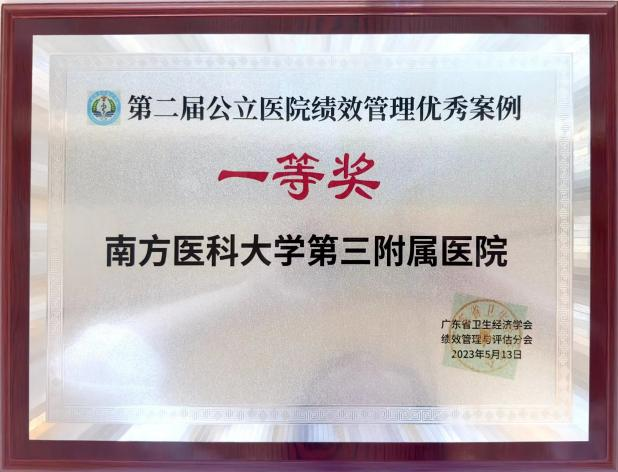 第二届公立医院绩效管理优秀案例
一等奖
南方医科大学第三附属医院
广东省卫生经济学会
绩效管理与评估分会
2023年5月13日